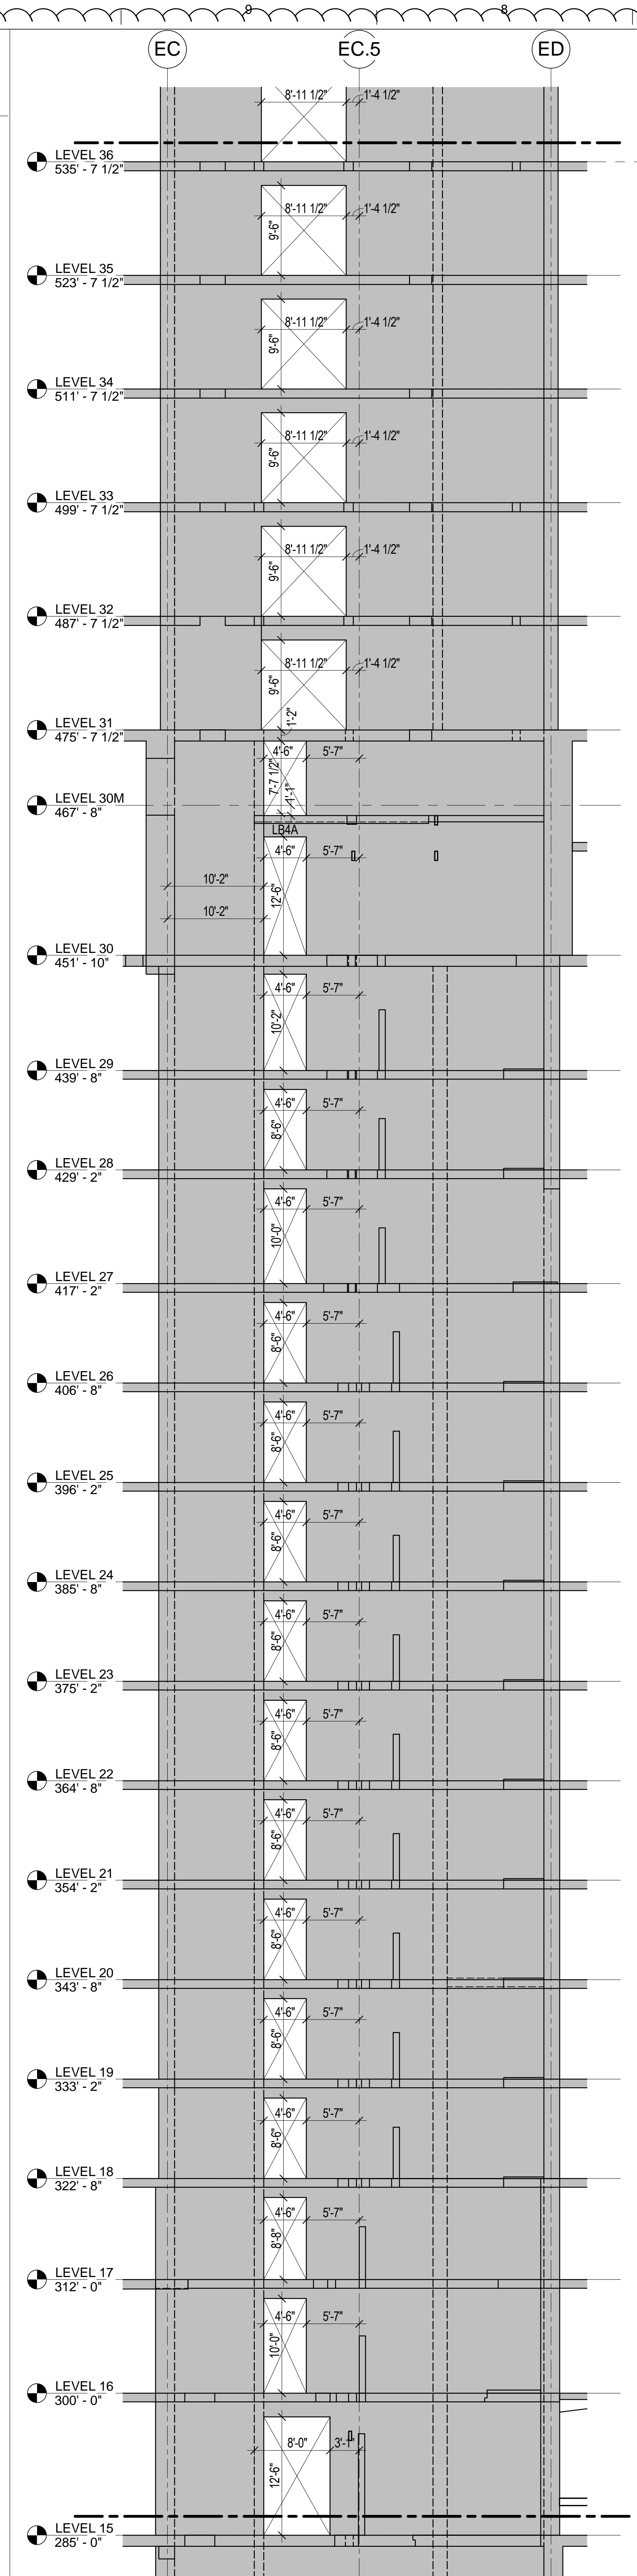 9 8
EC EC.5 ED
8'-11 1/2" 1'-4 1/2"
LEVEL 36
535' - 7 1/2"
8'-11 1/2" 1'-4 1/2"
9'-6"
LEVEL 35
523' - 7 1/2"
8'-11 1/2" 1'-4 1/2"
9'-6"
LEVEL 34
511' - 7 1/2"
8'-11 1/2" 1'-4 1/2"
9'-6"
LEVEL 33
499' - 7 1/2"
8'-11 1/2" 1'-4 1/2"
9'-6"
LEVEL 32
487' - 7 1/2"
8'-11 1/2" 1'-4 1/2"
9'-6"
1'-2"
LEVEL 31
475' - 7 1/2"
4'-6" 5'-7"
7'-7 1/2"
1'-1"
LEVEL 30M
467' - 8"
LB4A
4'-6" 5'-7"
10'-2"
12'-6"
10'-2"
LEVEL 30
451' - 10"
4'-6" 5'-7"
10'-2"
LEVEL 29
439' - 8"
4'-6" 5'-7"
8'-6"
LEVEL 28
429' - 2"
4'-6" 5'-7"
10'-0"
LEVEL 27
417' - 2"
4'-6" 5'-7"
8'-6"
LEVEL 26
406' - 8"
4'-6" 5'-7"
8'-6"
LEVEL 25
396' - 2"
4'-6" 5'-7"
8'-6"
LEVEL 24
385' - 8"
4'-6" 5'-7"
8'-6"
LEVEL 23
375' - 2"
4'-6" 5'-7"
8'-6"
LEVEL 22
364' - 8"
4'-6" 5'-7"
8'-6"
LEVEL 21
354' - 2"
4'-6" 5'-7"
8'-6"
LEVEL 20
343' - 8"
4'-6" 5'-7"
8'-6"
LEVEL 19
333' - 2"
4'-6" 5'-7"
8'-6"
LEVEL 18
322' - 8"
4'-6" 5'-7"
8'-8"
LEVEL 17
312' - 0"
4'-6" 5'-7"
10'-0"
LEVEL 16
300' - 0"
8'-0" 3'-1"
12'-6"
LEVEL 15
285' - 0"